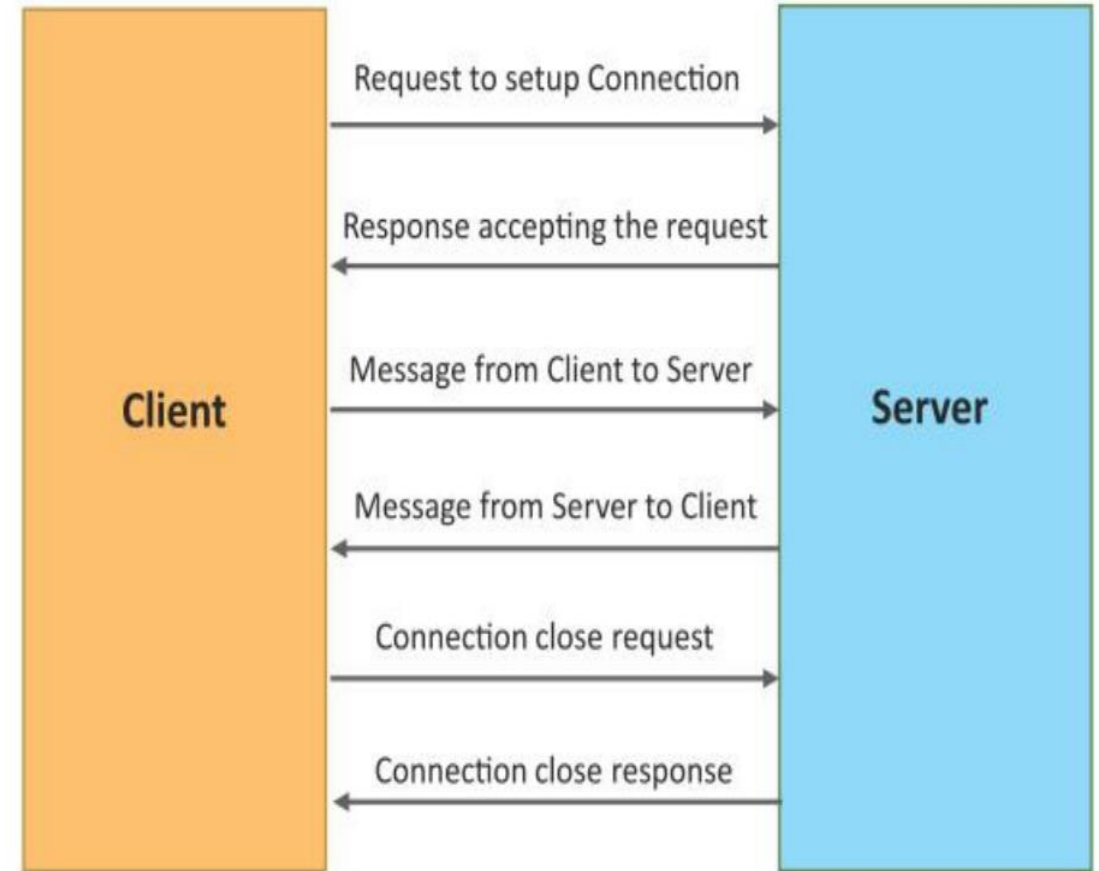 Request to setup Connection
Response accepting the request
Message from Client to Server
Client
Server
Message from Server to Client
Connection close request
Connection close response